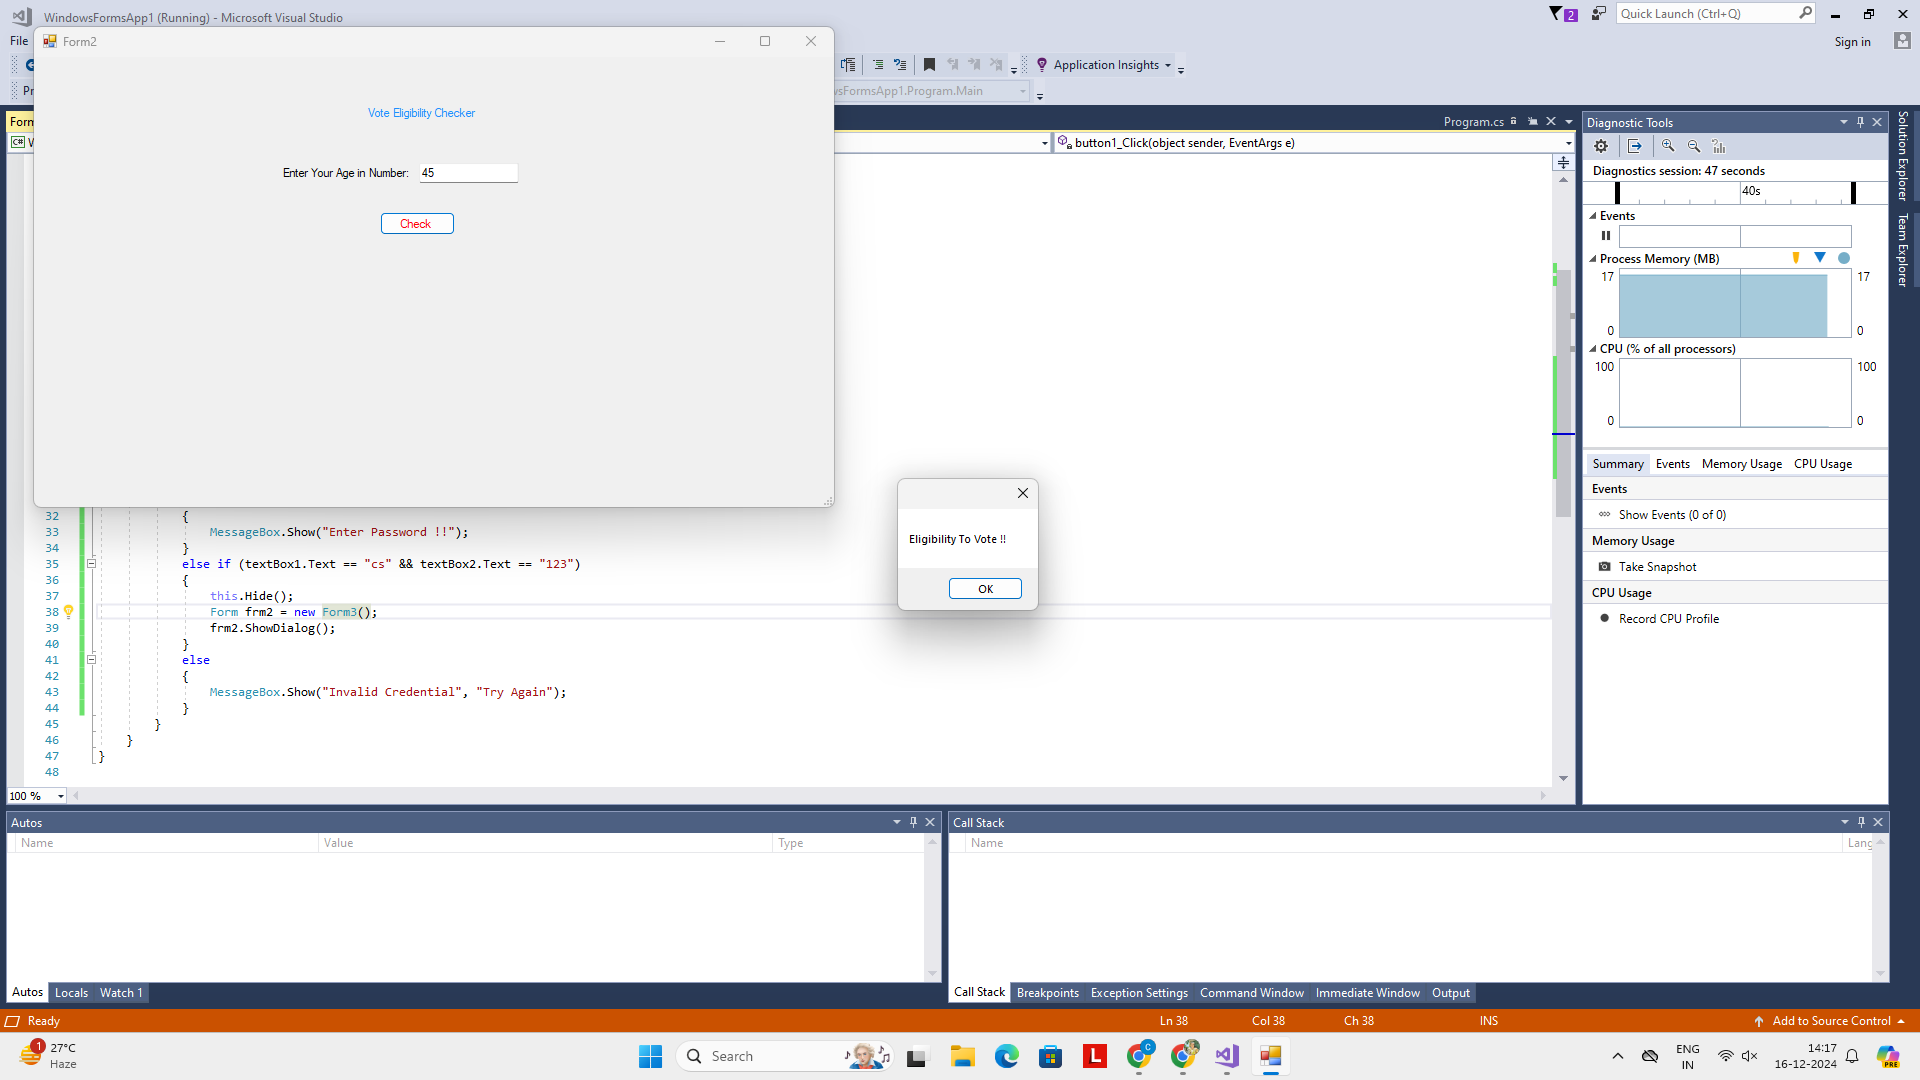 WindowsFormsApp1 (Running) - Microsoft Visual Studio
2
Quick Launch (Ctrl+Q)
File
Form2
Sign in
Application Insights
Vote Eligibility Checker
Program.cs
button1_Click(object sender, EventArgs e)
Enter Your Age in Number: 45
Check
Diagnostic Tools
Diagnostics session: 47 seconds
40s
Events
Process Memory (MB)
17 17
0 0
CPU (% of all processors)
100 100
0 0
Summary Events Memory Usage CPU Usage
Events
Show Events (0 of 0)
Memory Usage
Take Snapshot
CPU Usage
Record CPU Profile
Solution Explorer
Team Explorer
Eligibility To Vote !!
OK
32 {
33 MessageBox.Show("Enter Password !!");
34 }
35 else if (textBox1.Text == "cs" && textBox2.Text == "123")
36 {
37 this.Hide();
38 Form frm2 = new Form3();
39 frm2.ShowDialog();
40 }
41 else
42 {
43 MessageBox.Show("Invalid Credential", "Try Again");
44 }
45 }
46 }
47 }
48
100 %
Autos
Name Value Type
Autos Locals Watch 1
Call Stack
Name Lang
Call Stack Breakpoints Exception Settings Command Window Immediate Window Output
Ready
Ln 38 Col 38 Ch 38 INS
Add to Source Control
1
27°C
Haze
Search
ENG
IN
14:17
16-12-2024
PRE